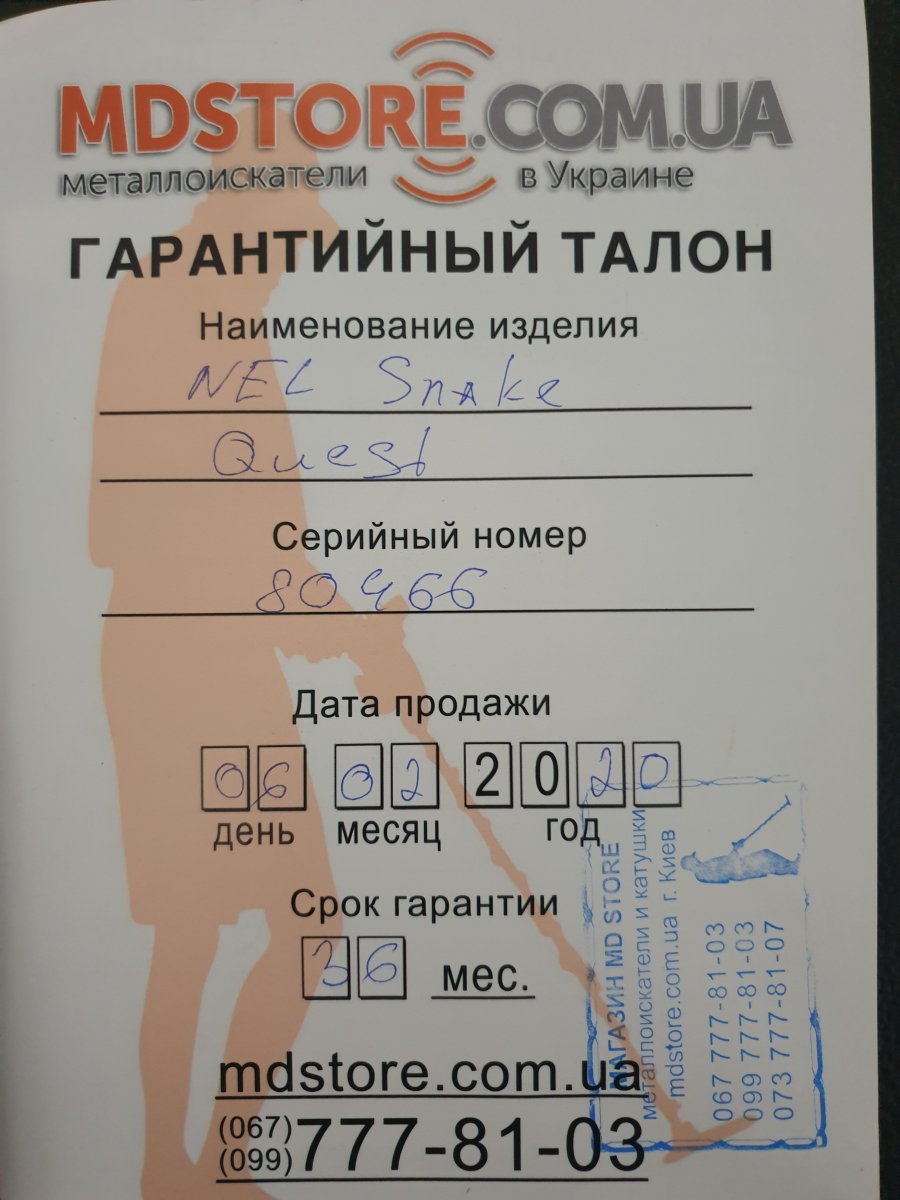 MDSTORE.COM.UA
металлоискатели в Украине
ГАРАНТИЙНЫЙ ТАЛОН
Наименование изделия
NEL Snake
Quest
Серийный номер
80466
Дата продажи
06 02 2020
день месяц год
Срок гарантии
36 мес.
mdstore.com.ua
(067)
(099) 777-81-03
МАГАЗИН MD STORE
металлоискатели и катушки
mdstore.com.ua г. Киев
067 777-81-03
099 777-81-03
073 777-81-07